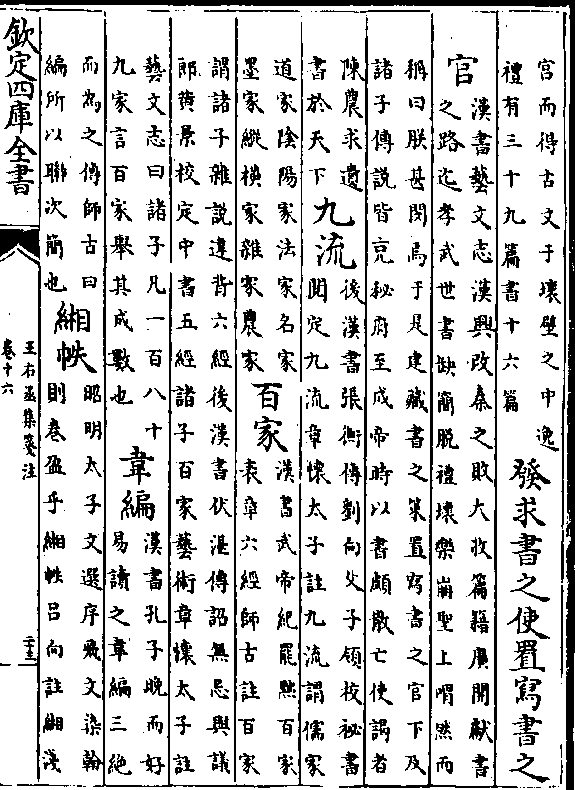 宫而得古文于壊壁之中逸
禮有三十九篇書十六篇
發求書之使置寫書之
官
漢書藝文志漢興改秦之敗大收篇籍廣開獻書
之路迄孝武世書缺簡脱禮壊樂崩聖上喟然而
稱曰朕甚閔焉于是建藏書之策置寫書之官下及
諸子傳説皆充秘府至成帝時以書頗散亡使謁者
陳農求遺
書於天下
九流
後漢書張衡傳劉向父子領校祕書
閲定九流章懷太子註九流謂儒家
道家陰陽家法家名家
墨家縱横家雜家農家
百家
漢書武帝紀罷黜百家
表章六經師古註百家
謂諸子雜説違背六經後漢書伏湛傳詔無忌與議
郎黄景校定中書五經諸子百家藝術章懷太子註
藝文志曰諸子凡一百八十
九家言百家舉其成數也
韋編
漢書孔子晚而好
易讀之韋編三絶
而為之傳師古曰
編所以聯次簡也
緗帙
昭明太子文選序飛文染翰
則卷盈乎緗帙吕向註緗淺
欽定四庫全書
王右丞集箋注
卷十六